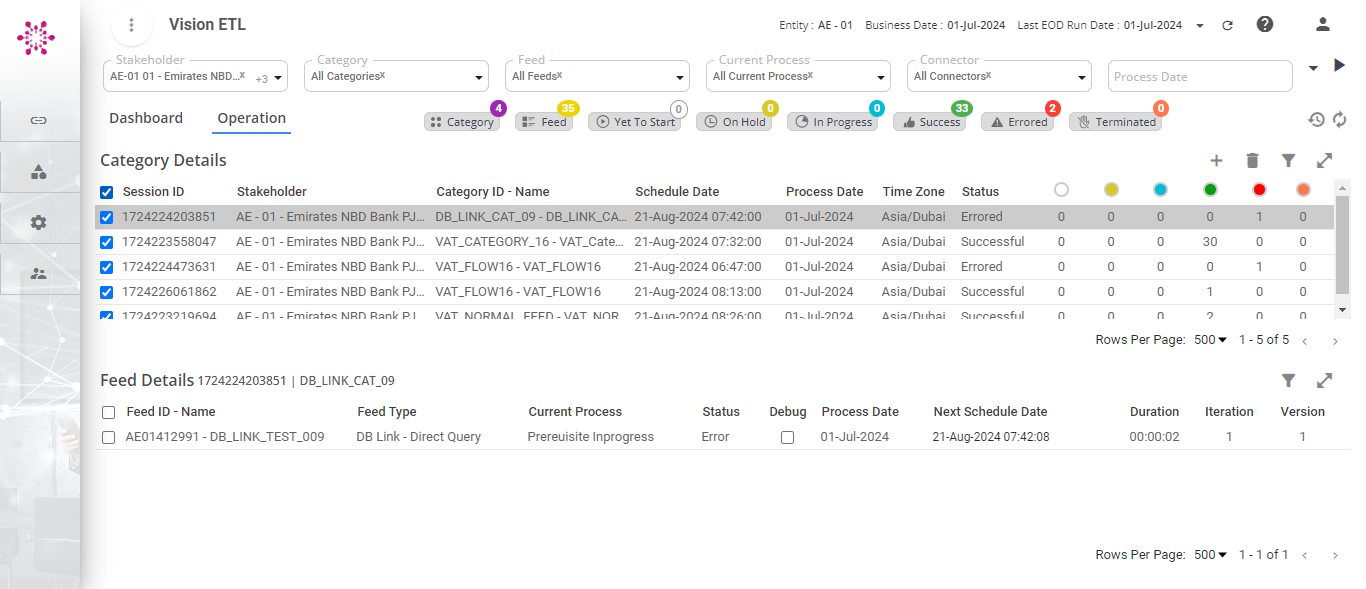 Vision ETL
Entity : AE - 01 Business Date : 01-Jul-2024 Last EOD Run Date : 01-Jul-2024
Stakeholder Category Feed Current Process Connector
AE-01 01 - Emirates NBD...x +3 All Categoriesx All Feedsx All Current Processx All Connectorsx Process Date
4 35 0 0 0 33 2 0
Dashboard Operation Category Feed Yet To Start On Hold In Progress Success Errored Terminated
Category Details
Session ID Stakeholder Category ID - Name Schedule Date Process Date Time Zone Status
1724224203851 AE - 01 - Emirates NBD Bank PJ... DB_LINK_CAT_09 - DB_LINK_CA... 21-Aug-2024 07:42:00 01-Jul-2024 Asia/Dubai Errored 0 0 0 0 1 0
1724223558047 AE - 01 - Emirates NBD Bank PJ... VAT_CATEGORY_16 - VAT_Cate... 21-Aug-2024 07:32:00 01-Jul-2024 Asia/Dubai Successful 0 0 0 30 0 0
1724224473631 AE - 01 - Emirates NBD Bank PJ... VAT_FLOW16 - VAT_FLOW16 21-Aug-2024 06:47:00 01-Jul-2024 Asia/Dubai Errored 0 0 0 0 1 0
1724226061862 AE - 01 - Emirates NBD Bank PJ... VAT_FLOW16 - VAT_FLOW16 21-Aug-2024 08:13:00 01-Jul-2024 Asia/Dubai Successful 0 0 0 1 0 0
1724223219694 AE - 01 - Emirates NBD Bank PJ... VAT_NORMAL_FEED - VAT_NOR... 21-Aug-2024 08:26:00 01-Jul-2024 Asia/Dubai Successful 0 0 0 2 0 0
Rows Per Page: 500 1 - 5 of 5
Feed Details 1724224203851 | DB_LINK_CAT_09
Feed ID - Name Feed Type Current Process Status Debug Process Date Next Schedule Date Duration Iteration Version
AE01412991 - DB_LINK_TEST_009 DB Link - Direct Query Prereuisite Inprogress Error 01-Jul-2024 21-Aug-2024 07:42:08 00:00:02 1 1
Rows Per Page: 500 1 - 1 of 1